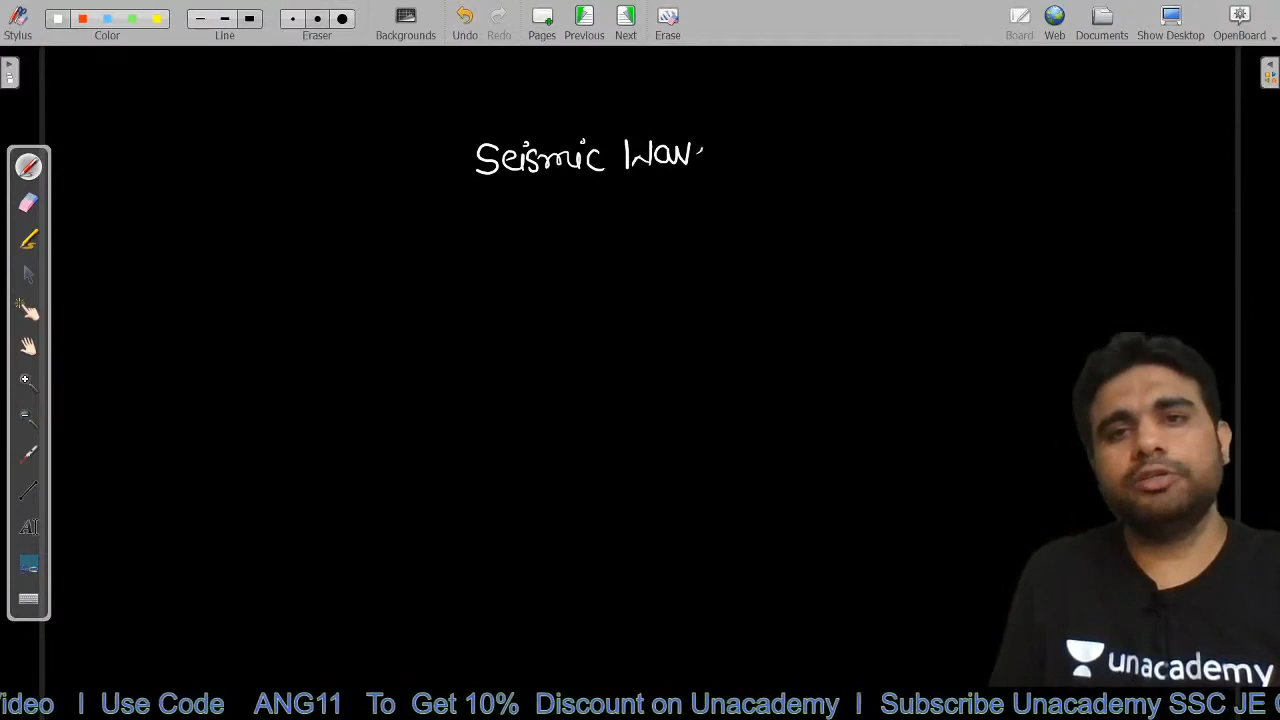 Stylus Color Line Eraser Backgrounds Undo Redo Pages Previous Next Erase Board Web Documents Show Desktop OpenBoard
Seismic Wav
unacademy
Video I Use Code ANG11 To Get 10% Discount on Unacademy I Subscribe Unacademy SSC JE